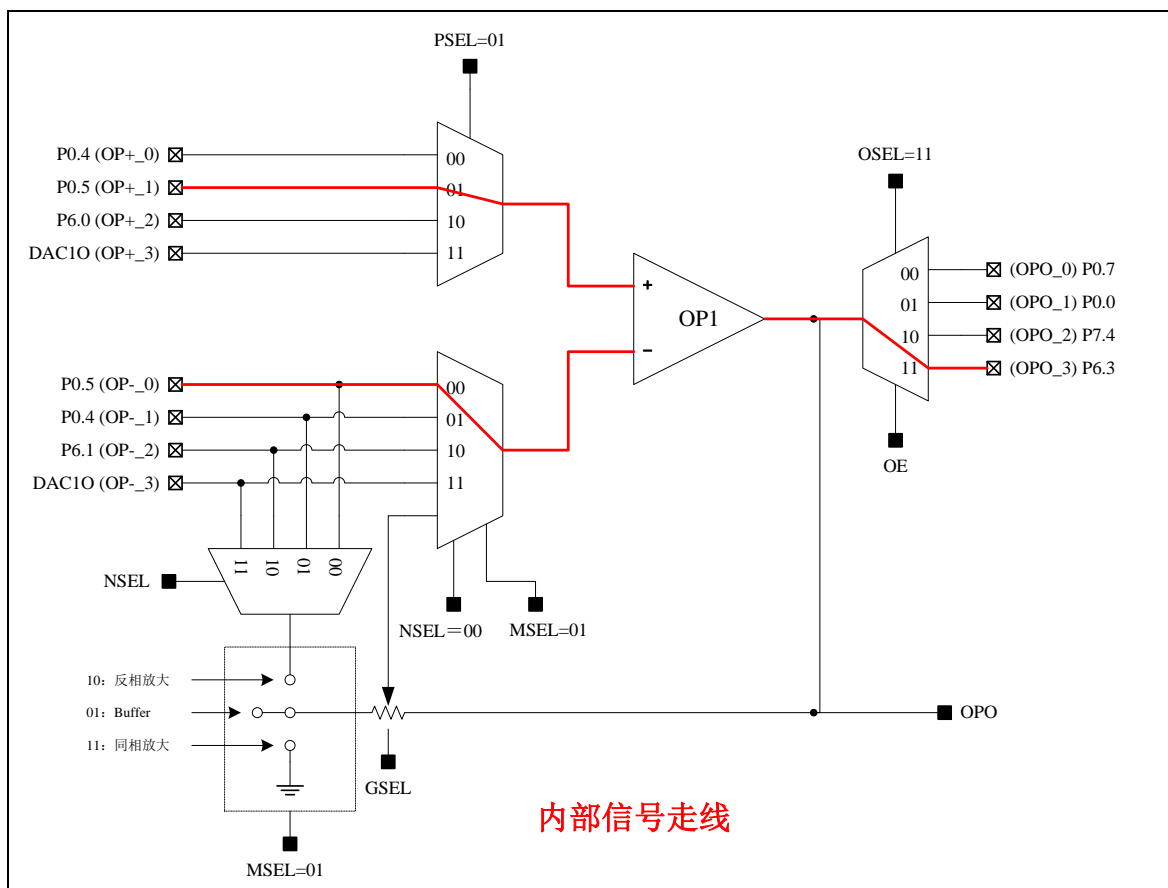 PSEL=01
P0.4 (OP+_0)
P0.5 (OP+_1)
P6.0 (OP+_2)
DAC1O (OP+_3)
00
01
10
11
OSEL=11
00
01
10
11
(OPO_0) P0.7
(OPO_1) P0.0
(OPO_2) P7.4
(OPO_3) P6.3
OE
+
−
OP1
P0.5 (OP-_0)
P0.4 (OP-_1)
P6.1 (OP-_2)
DAC1O (OP-_3)
00
01
10
11
11
10
01
00
NSEL
NSEL＝00
MSEL=01
10：反相放大
01：Buffer
11：同相放大
GSEL
OPO
MSEL=01
内部信号走线